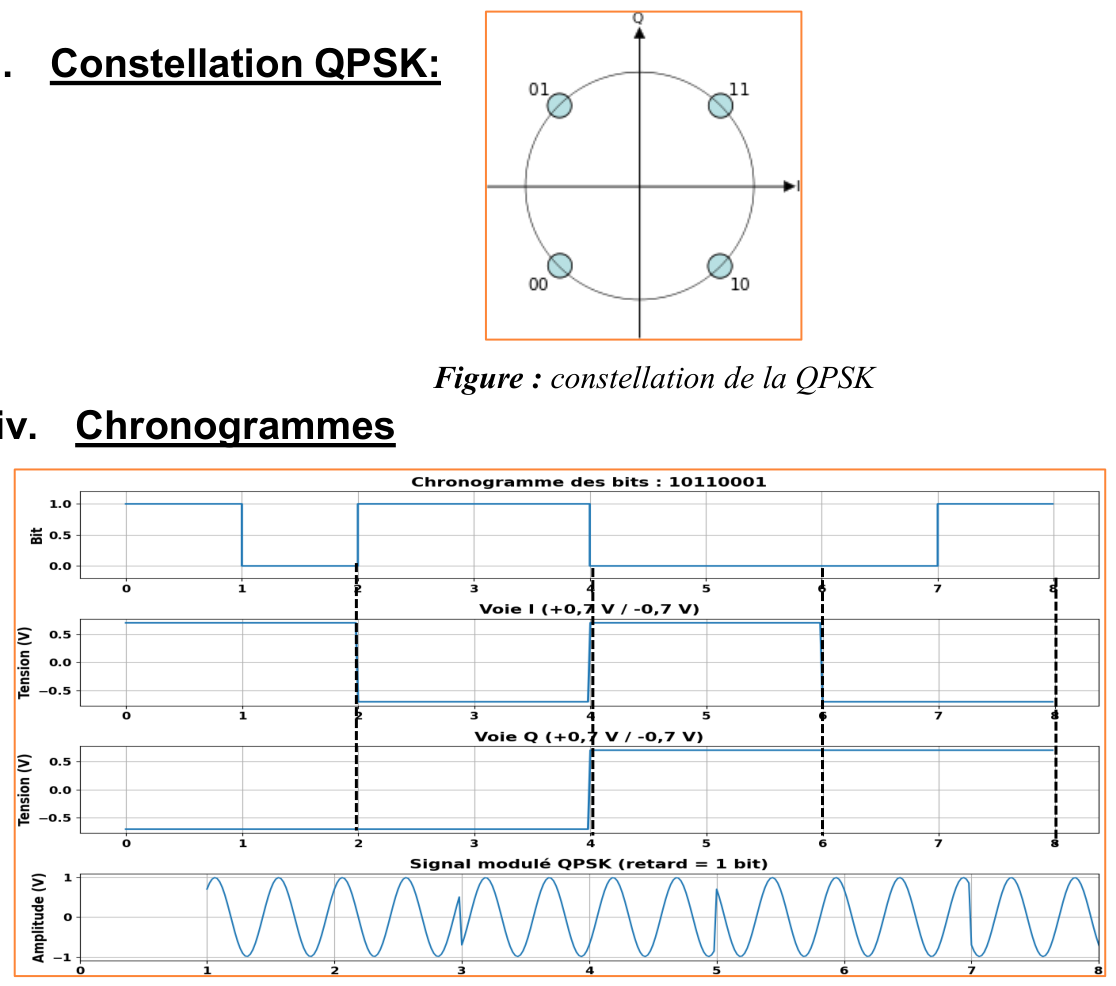 . Constellation QPSK:
Q
01 11
I
00 10
Figure : constellation de la QPSK
iv. Chronogrammes
Chronogramme des bits : 10110001
Bit
1.0
0.5
0.0
0 1 2 3 4 5 6 7 8
Voie I (+0,7 V / -0,7 V)
Tension (V)
0.5
0.0
−0.5
0 1 2 3 4 5 6 7 8
Voie Q (+0,7 V / -0,7 V)
Tension (V)
0.5
0.0
−0.5
0 1 2 3 4 5 6 7 8
Signal modulé QPSK (retard = 1 bit)
Amplitude (V)
1
0
−1
0 1 2 3 4 5 6 7 8